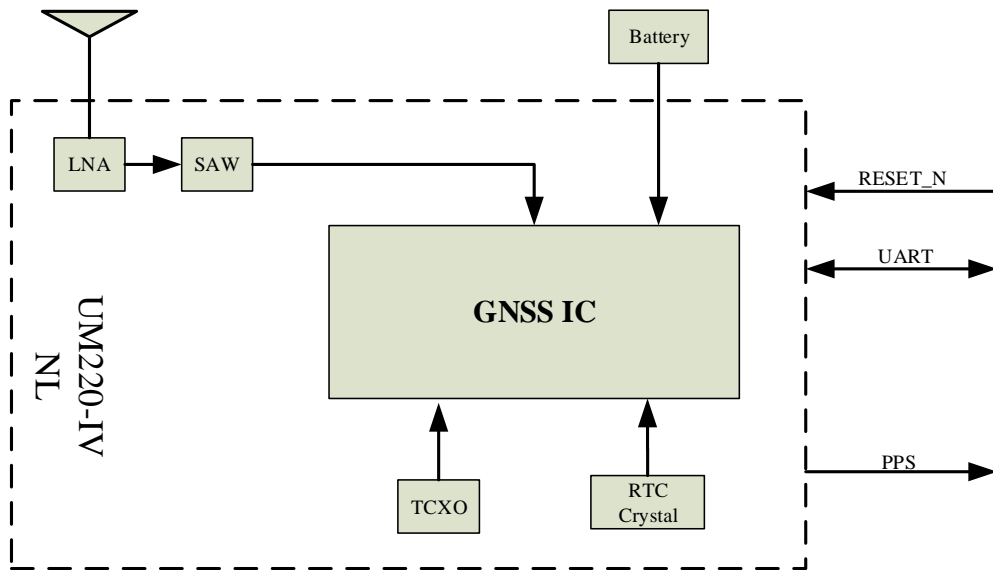 Battery
LNA
SAW
RESET_N
UART
GNSS IC
UM220-IV
NL
PPS
TCXO
RTC
Crystal